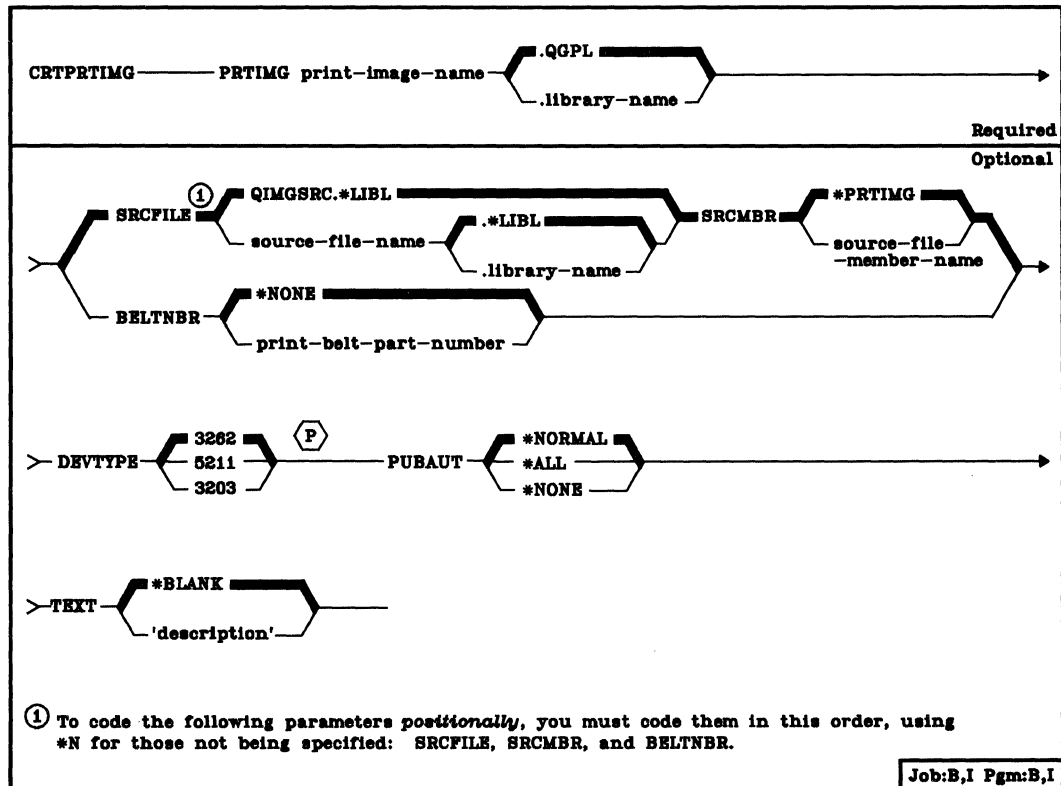 .QGPL
CRTPRTIMG PRTIMG print-image-name
.library-name
Required
Optional
① QIMGSRC.*LIBL *PRTIMG
SRCFILE SRCMBR
source-file-name .*LIBL source-file
-member-name
.library-name
*NONE
BELTNBR
print-belt-part-number
3262 P *NORMAL
DEVTYPE 5211 PUBAUT *ALL
3203 *NONE
*BLANK
TEXT
'description'
① To code the following parameters positionally, you must code them in this order, using
*N for those not being specified: SRCFILE, SRCMBR, and BELTNBR.
Job:B,I Pgm:B,I